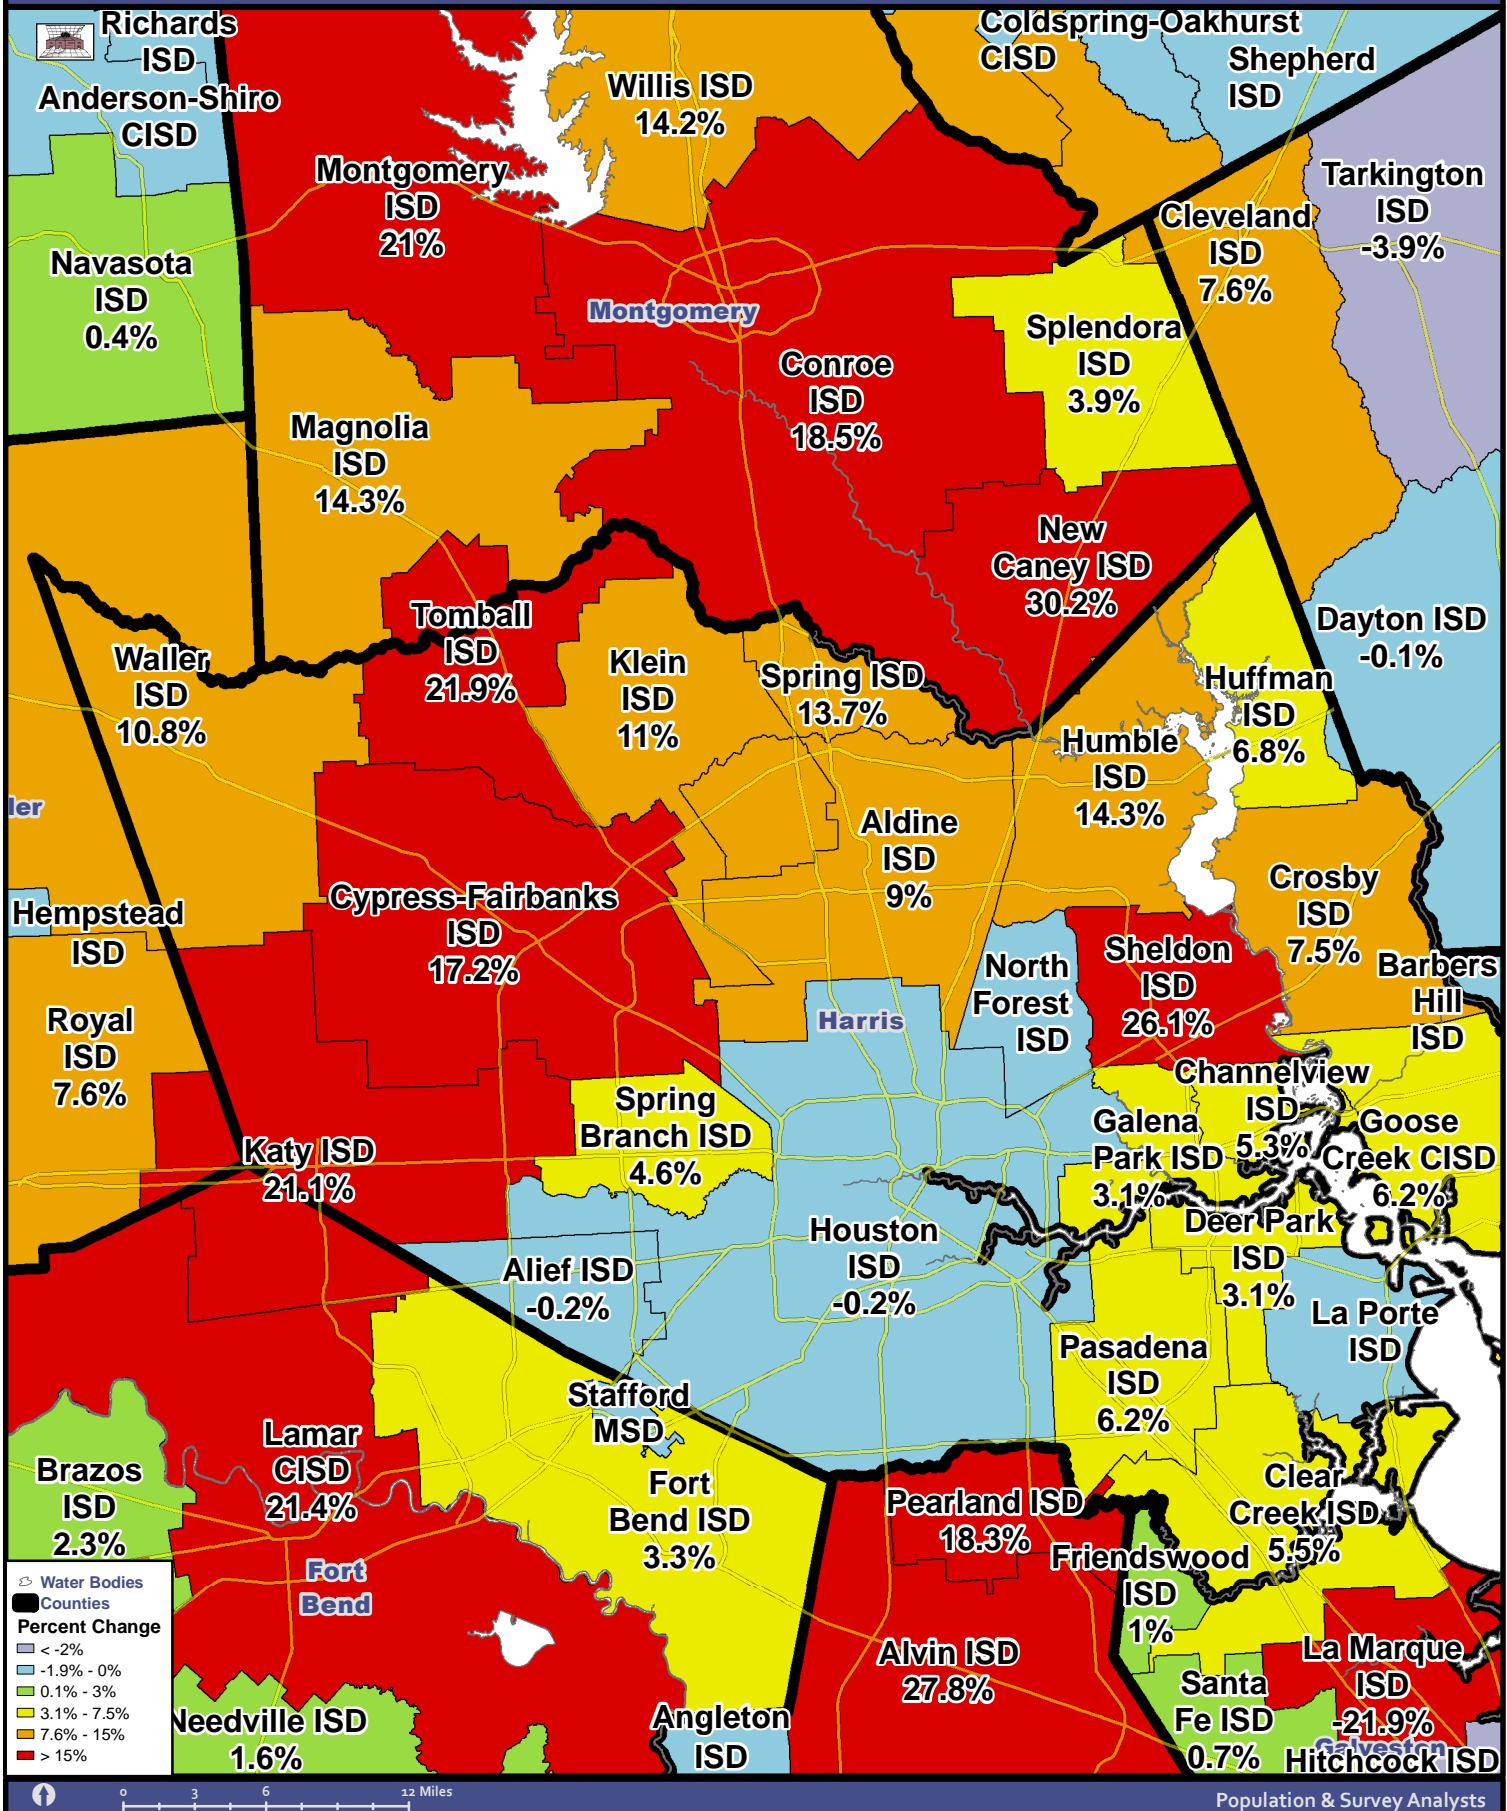 Richards
ISD
Anderson-Shiro
CISD
Coldspring-Oakhurst
CISD
Shepherd
ISD
Willis ISD
14.2%
Montgomery
ISD
21%
Tarkington
ISD
-3.9%
Cleveland
ISD
7.6%
Navasota
ISD
0.4%
Montgomery
Splendora
ISD
3.9%
Conroe
ISD
18.5%
Magnolia
ISD
14.3%
New
Caney ISD
30.2%
Tomball
ISD
21.9%
Dayton ISD
-0.1%
Waller
ISD
10.8%
Klein
ISD
11%
Spring ISD
13.7%
Huffman
ISD
6.8%
Humble
ISD
14.3%
ler
Aldine
ISD
9%
Cypress-Fairbanks
ISD
17.2%
Crosby
ISD
7.5%
Hempstead
ISD
North
Forest
ISD
Sheldon
ISD
26.1%
Barbers
Hill
ISD
Royal
ISD
7.6%
Harris
Channelview
ISD
5.3%
Spring
Branch ISD
4.6%
Galena
Park ISD
3.1%
Goose
Creek CISD
6.2%
Katy ISD
21.1%
Deer Park
ISD
3.1%
Houston
ISD
-0.2%
Alief ISD
-0.2%
La Porte
ISD
Pasadena
ISD
6.2%
Stafford
MSD
Lamar
CISD
21.4%
Brazos
ISD
2.3%
Fort
Bend ISD
3.3%
Clear
Creek ISD
5.5%
Pearland ISD
18.3%
Friendswood
ISD
1%
Fort
Bend
Alvin ISD
27.8%
La Marque
ISD
-21.9%
Santa
Fe ISD
0.7%
Galveston
Hitchcock ISD
Needville ISD
1.6%
Angleton
ISD
Water Bodies
Counties
Percent Change
< -2%
-1.9% - 0%
0.1% - 3%
3.1% - 7.5%
7.6% - 15%
> 15%
0 3 6 12 Miles
Population & Survey Analysts